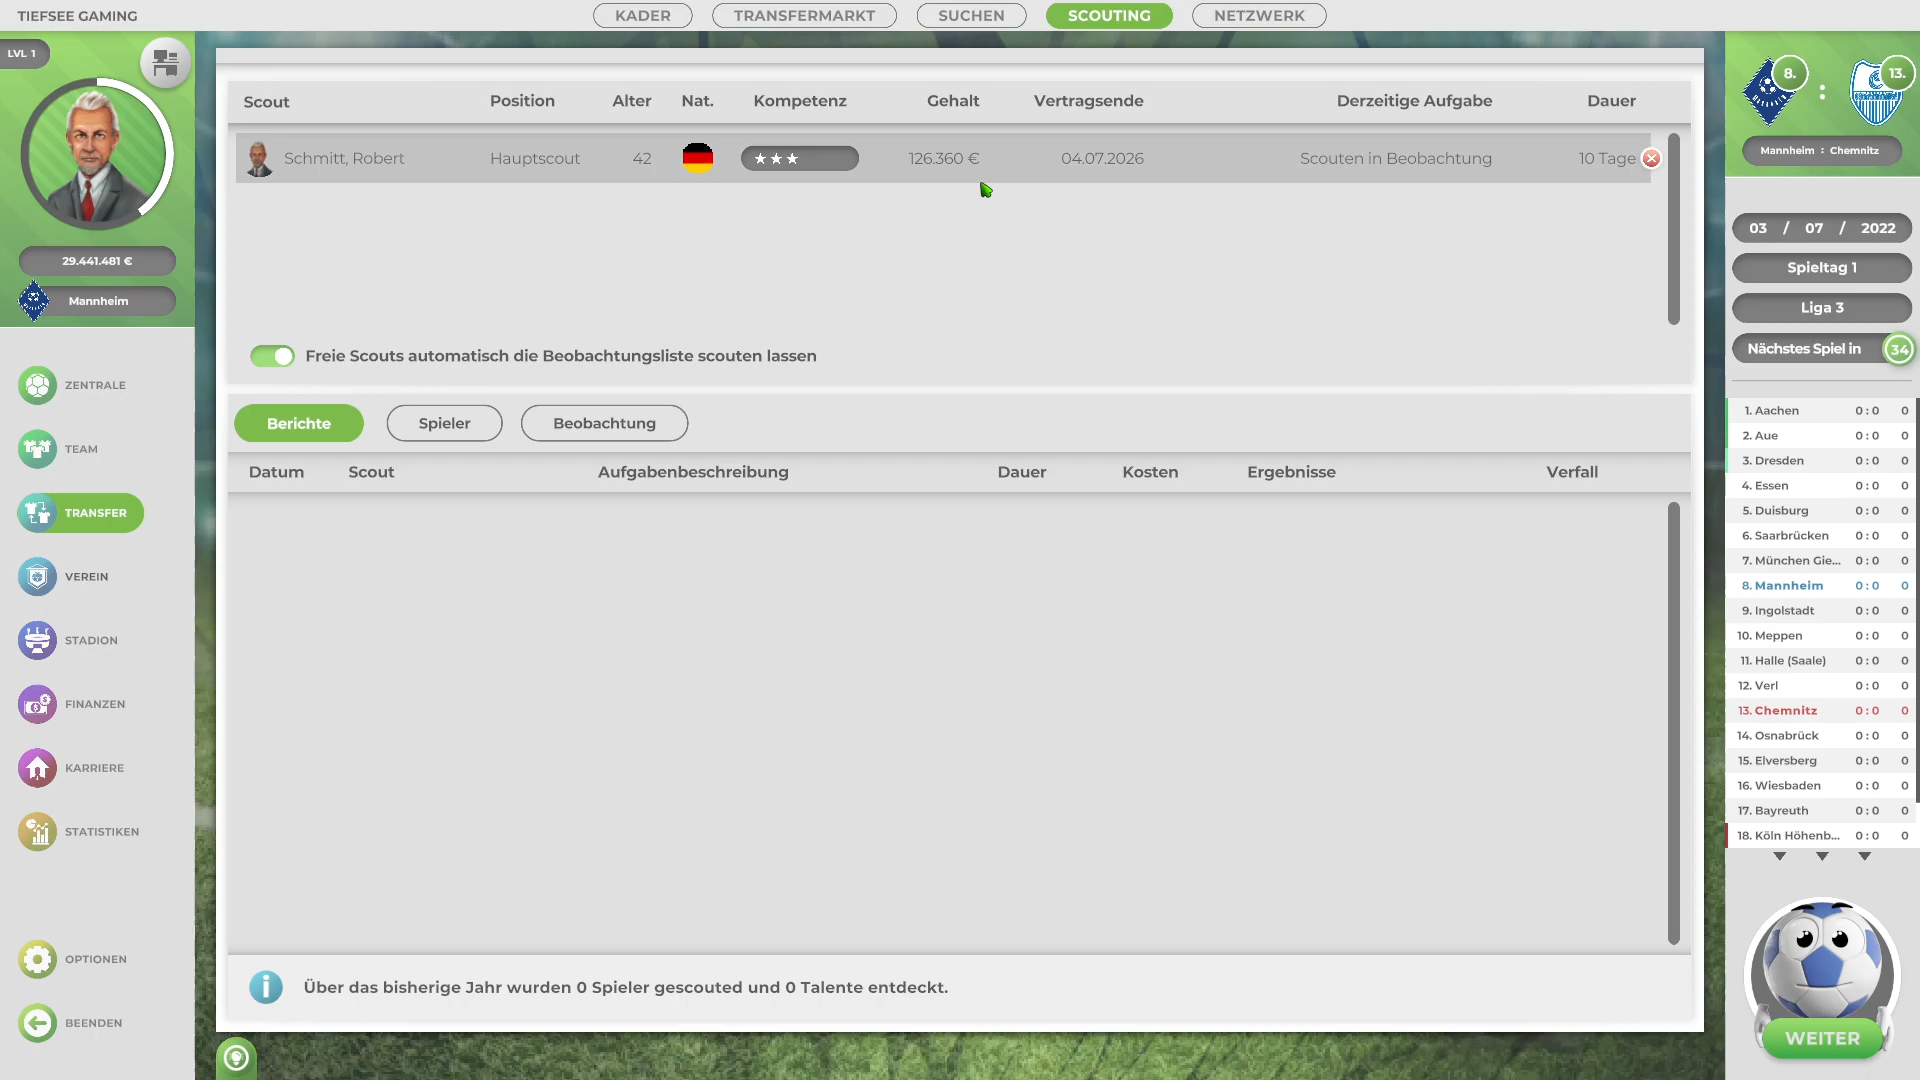 TIEFSEE GAMING
KADER
TRANSFERMARKT
SUCHEN
SCOUTING
NETZWERK
LVL 1
29.441.481 €
Mannheim
ZENTRALE
TEAM
TRANSFER
VEREIN
STADION
FINANZEN
KARRIERE
STATISTIKEN
OPTIONEN
BEENDEN
Scout Position Alter Nat. Kompetenz Gehalt Vertragsende Derzeitige Aufgabe Dauer
Schmitt, Robert Hauptscout 42 126.360 € 04.07.2026 Scouten in Beobachtung 10 Tage
Freie Scouts automatisch die Beobachtungsliste scouten lassen
Berichte Spieler Beobachtung
Datum Scout Aufgabenbeschreibung Dauer Kosten Ergebnisse Verfall
Über das bisherige Jahr wurden 0 Spieler gescouted und 0 Talente entdeckt.
8. : 13.
Mannheim : Chemnitz
03 / 07 / 2022
Spieltag 1
Liga 3
Nächstes Spiel in 34
1. Aachen 0 : 0 0
2. Aue 0 : 0 0
3. Dresden 0 : 0 0
4. Essen 0 : 0 0
5. Duisburg 0 : 0 0
6. Saarbrücken 0 : 0 0
7. München Gie... 0 : 0 0
8. Mannheim 0 : 0 0
9. Ingolstadt 0 : 0 0
10. Meppen 0 : 0 0
11. Halle (Saale) 0 : 0 0
12. Verl 0 : 0 0
13. Chemnitz 0 : 0 0
14. Osnabrück 0 : 0 0
15. Elversberg 0 : 0 0
16. Wiesbaden 0 : 0 0
17. Bayreuth 0 : 0 0
18. Köln Höhenb... 0 : 0 0
WEITER